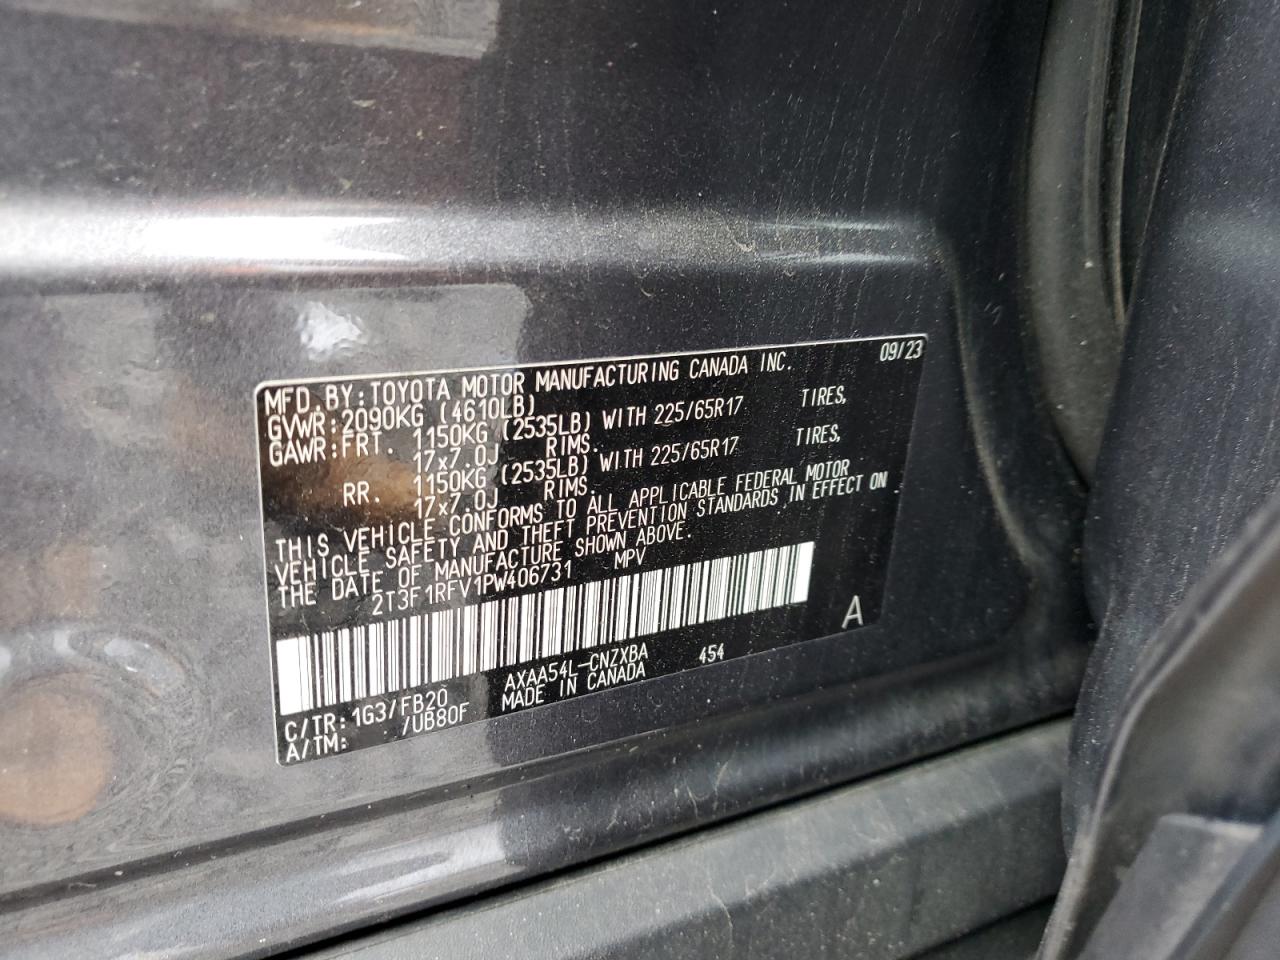 MFD. BY: TOYOTA MOTOR MANUFACTURING CANADA INC. 09/23
GVWR: 2090KG (4610LB)
GAWR: FRT. 1150KG (2535LB) WITH 225/65R17 TIRES,
17x7.0J RIMS.
RR. 1150KG (2535LB) WITH 225/65R17 TIRES,
17x7.0J RIMS.
THIS VEHICLE CONFORMS TO ALL APPLICABLE FEDERAL MOTOR
VEHICLE SAFETY AND THEFT PREVENTION STANDARDS IN EFFECT ON
THE DATE OF MANUFACTURE SHOWN ABOVE.
2T3F1RFV1PW406731 MPV
A
C/TR: 1G3/FB20 AXAA54L-CNZXBA 454
A/TM: /UB80F MADE IN CANADA